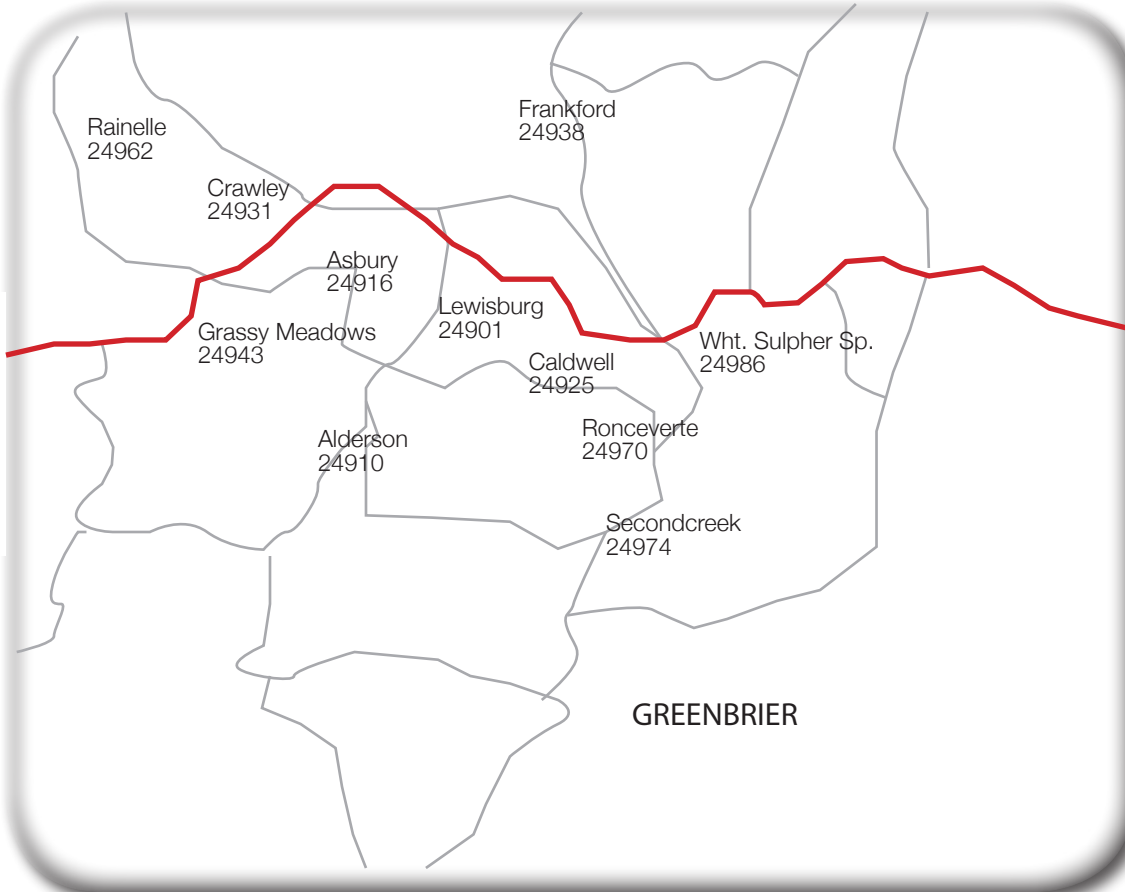 Frankford
24938
Rainelle
24962
Crawley
24931
Asbury
24916
Lewisburg
24901
Grassy Meadows
24943
Wht. Sulpher Sp.
24986
Caldwell
24925
Ronceverte
24970
Alderson
24910
Secondcreek
24974
GREENBRIER